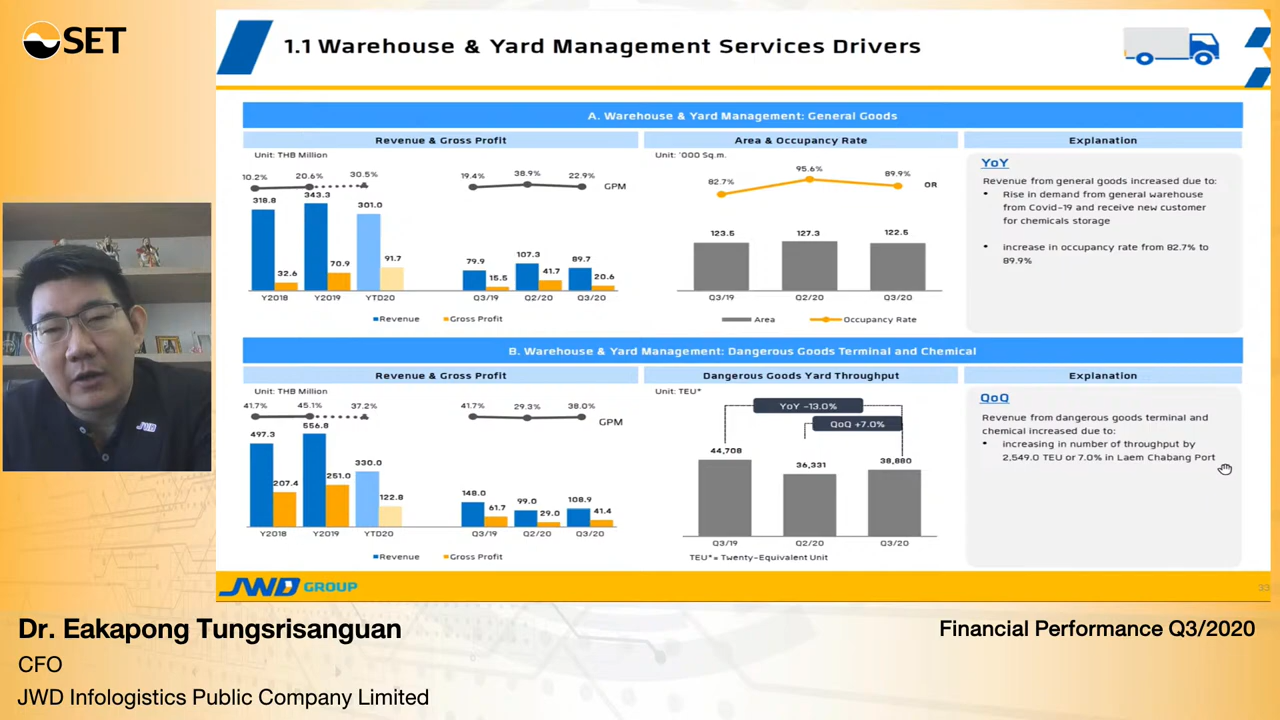 SET
1.1 Warehouse & Yard Management Services Drivers
A. Warehouse & Yard Management: General Goods
Revenue & Gross Profit
Unit: THB Million
10.2% 20.6% 30.5% 19.4% 38.9% 22.9% GPM
318.8 32.6 343.3 70.9 301.0 91.7 79.9 15.5 107.3 41.7 89.7 20.6
Y2018 Y2019 YTD20 Q3/19 Q2/20 Q3/20
Revenue Gross Profit
Area & Occupancy Rate
Unit: '000 Sq.m.
82.7% 95.6% 89.9% OR
123.5 127.3 122.5
Q3/19 Q2/20 Q3/20
Area Occupancy Rate
Explanation
YoY
Revenue from general goods increased due to:
• Rise in demand from general warehouse
from Covid-19 and receive new customer
for chemicals storage
• increase in occupancy rate from 82.7% to
89.9%
B. Warehouse & Yard Management: Dangerous Goods Terminal and Chemical
Revenue & Gross Profit
Unit: THB Million
41.7% 45.1% 37.2% 41.7% 29.3% 38.0% GPM
497.3 207.4 556.8 251.0 330.0 122.8 148.0 61.7 99.0 29.0 108.9 41.4
Y2018 Y2019 YTD20 Q3/19 Q2/20 Q3/20
Revenue Gross Profit
Dangerous Goods Yard Throughput
Unit: TEU*
YoY -13.0%
QoQ +7.0%
44,708 36,331 38,880
Q3/19 Q2/20 Q3/20
TEU* = Twenty-Equivalent Unit
Explanation
QoQ
Revenue from dangerous goods terminal and
chemical increased due to:
• increasing in number of throughput by
2,549.0 TEU or 7.0% in Laem Chabang Port
JWD
JWD GROUP
33
Dr. Eakapong Tungsrisanguan
CFO
JWD Infologistics Public Company Limited
Financial Performance Q3/2020